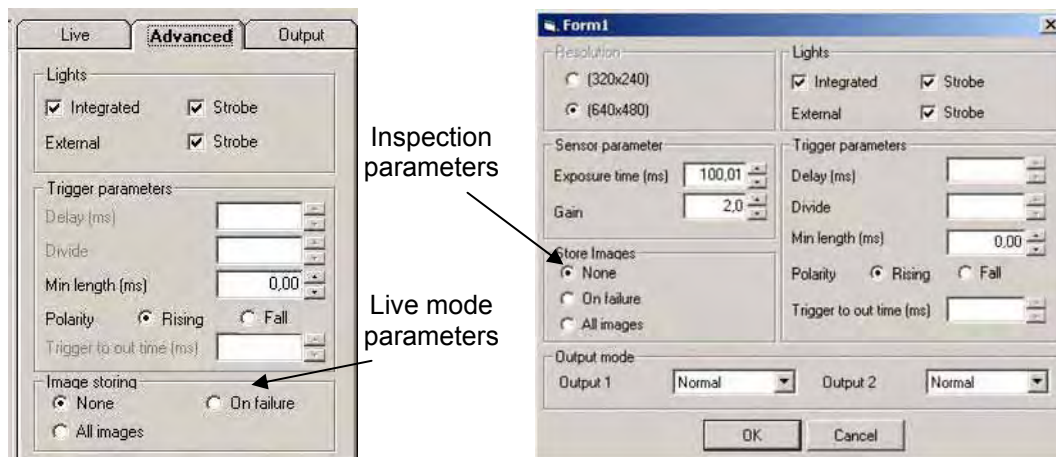 Live Advanced Output
Lights
Integrated Strobe
External Strobe
Trigger parameters
Delay (ms)
Divide
Min length (ms) 0,00
Polarity Rising Fall
Trigger to out time (ms)
Image storing
None On failure
All images
Inspection
parameters
Live mode
parameters
Form1
Resolution
(320x240)
(640x480)
Lights
Integrated Strobe
External Strobe
Sensor parameter
Exposure time (ms) 100,01
Gain 2,0
Trigger parameters
Delay (ms)
Divide
Min length (ms) 0,00
Polarity Rising Fall
Trigger to out time (ms)
Store Images
None
On failure
All images
Output mode
Output 1 Normal Output 2 Normal
OK Cancel